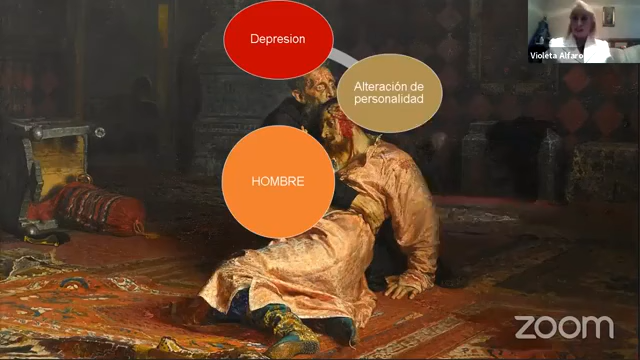 Depresion
Violeta Alfaro
Alteración de
personalidad
HOMBRE
zoom